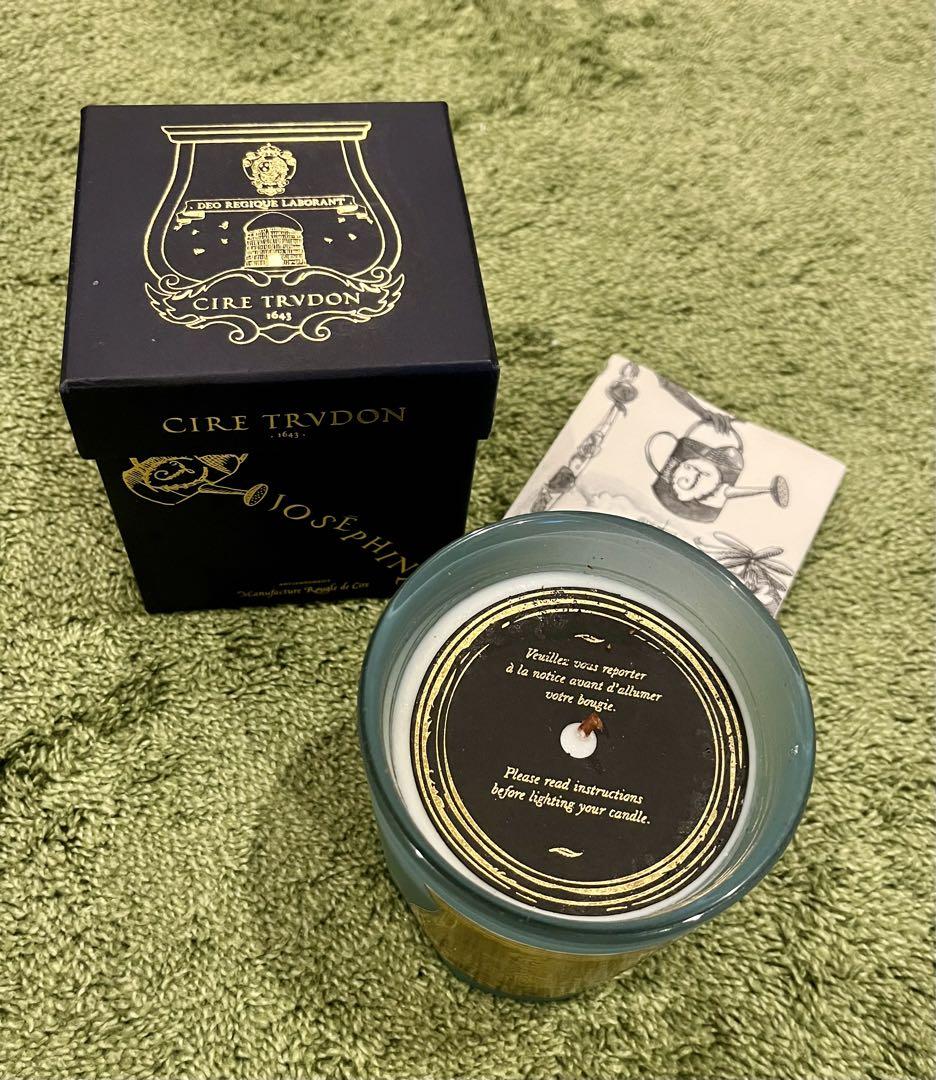 DEO REGIQUE LABORANT
CIRE TRVDON
1643
CIRE TRVDON
· 1643 ·
JOSÉPHIN
Manufacture Royale de Cire
Veuillez vous reporter
à la notice avant d'allumer
votre bougie.
Please read instructions
before lighting your candle.